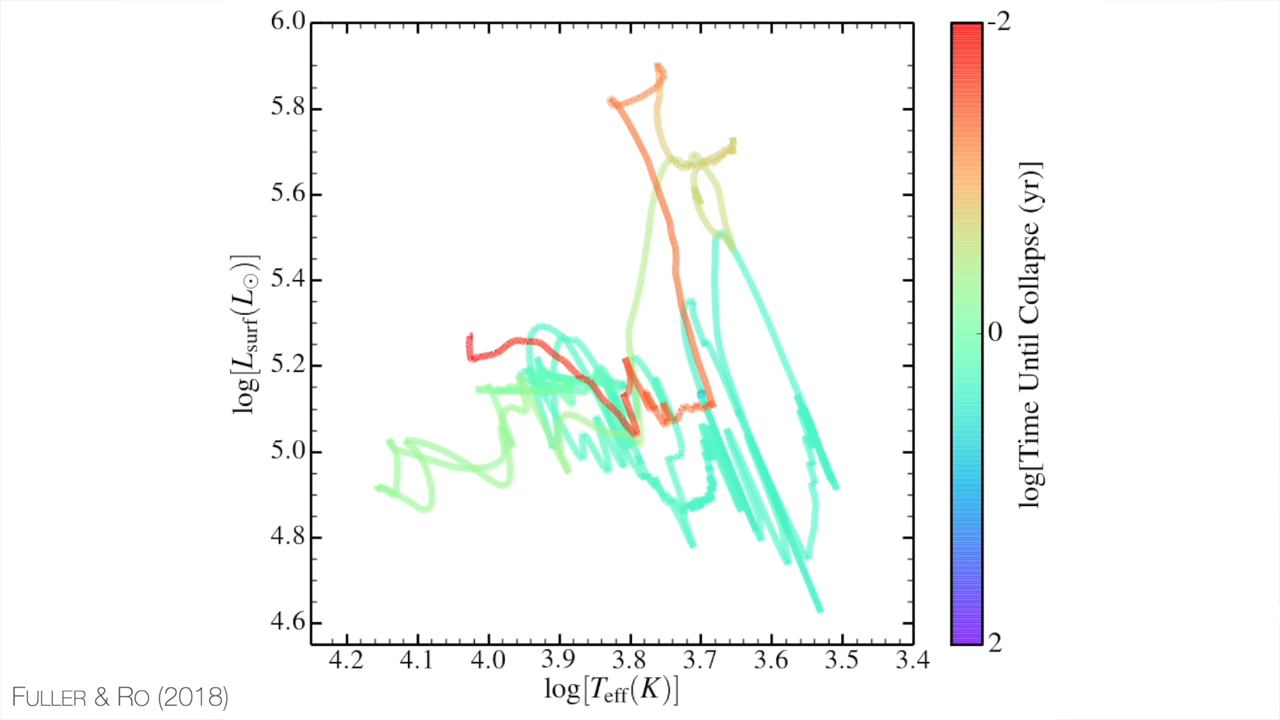 6.0
5.8
5.6
5.4
5.2
5.0
4.8
4.6
log[L_surf(L_⊙)]
4.2 4.1 4.0 3.9 3.8 3.7 3.6 3.5 3.4
log[T_eff(K)]
-2
0
2
log[Time Until Collapse (yr)]
FULLER & RO (2018)